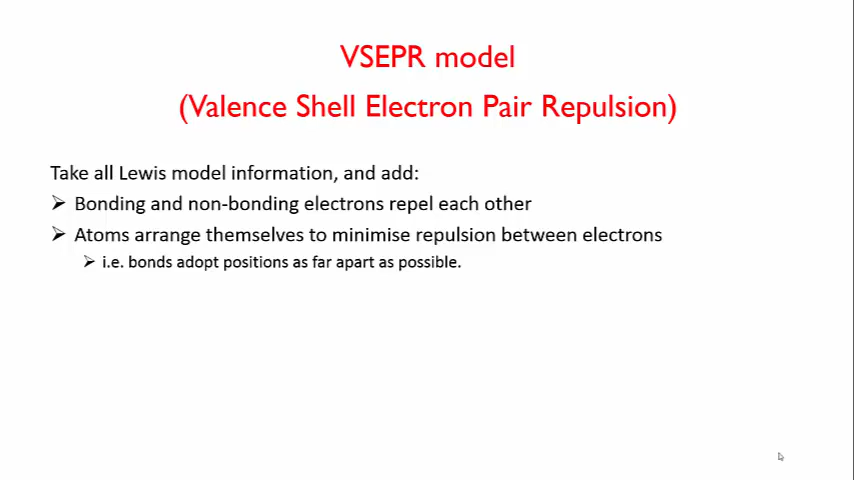 VSEPR model
(Valence Shell Electron Pair Repulsion)
Take all Lewis model information, and add:
Bonding and non-bonding electrons repel each other
Atoms arrange themselves to minimise repulsion between electrons
i.e. bonds adopt positions as far apart as possible.